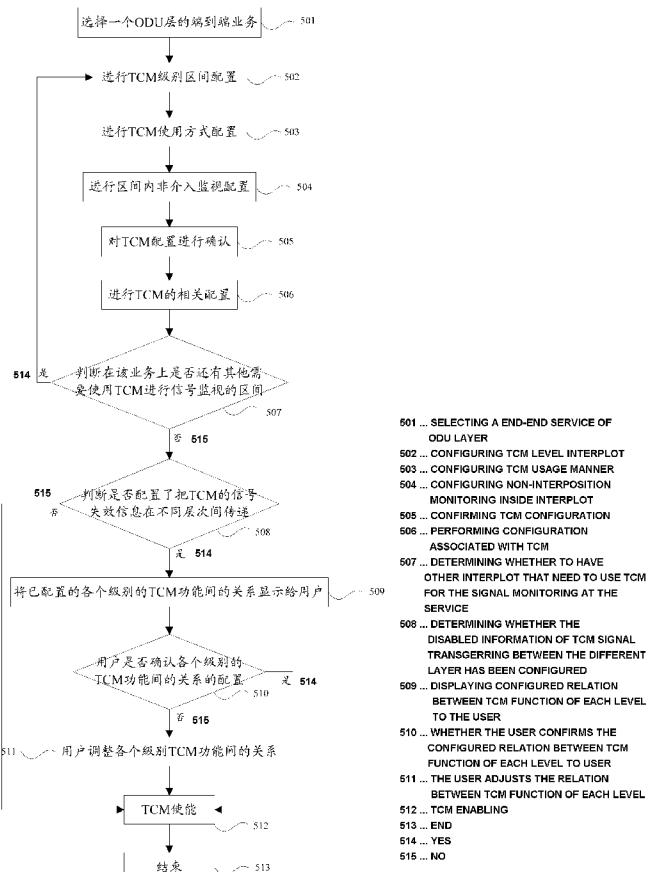 选择一个ODU层的端到端业务 501
进行TCM级别区间配置 502
进行TCM使用方式配置 503
进行区间内非介入监视配置 504
对TCM配置进行确认 505
进行TCM的相关配置 506
514 是
判断在该业务上是否还有其他需
要使用TCM进行信号监视的区间
507
否 515
515
否
判断是否配置了把TCM的信号
失效信息在不同层次间传递
508
是 514
将已配置的各个级别的TCM功能间的关系显示给用户 509
用户是否确认各个级别的
TCM功能间的关系的配置
510
是 514
否 515
511 用户调整各个级别TCM功能间的关系
TCM使能
512
结束 513
501 ... SELECTING A END-END SERVICE OF
ODU LAYER
502 ... CONFIGURING TCM LEVEL INTERPLOT
503 ... CONFIGURING TCM USAGE MANNER
504 ... CONFIGURING NON-INTERPOSITION
MONITORING INSIDE INTERPLOT
505 ... CONFIRMING TCM CONFIGURATION
506 ... PERFORMING CONFIGURATION
ASSOCIATED WITH TCM
507 ... DETERMINING WHETHER TO HAVE
OTHER INTERPLOT THAT NEED TO USE TCM
FOR THE SIGNAL MONITORING AT THE
SERVICE
508 ... DETERMINING WHETHER THE
DISABLED INFORMATION OF TCM SIGNAL
TRANSGERRING BETWEEN THE DIFFERENT
LAYER HAS BEEN CONFIGURED
509 ... DISPLAYING CONFIGURED RELATION
BETWEEN TCM FUNCTION OF EACH LEVEL
TO THE USER
510 ... WHETHER THE USER CONFIRMS THE
CONFIGURED RELATION BETWEEN TCM
FUNCTION OF EACH LEVEL TO USER
511 ... THE USER ADJUSTS THE RELATION
BETWEEN TCM FUNCTION OF EACH LEVEL
512 ... TCM ENABLING
513 ... END
514 ... YES
515 ... NO